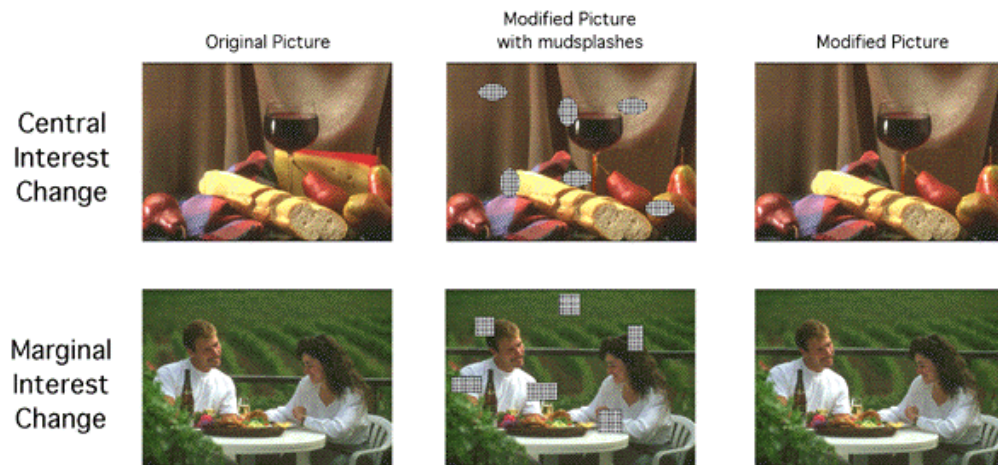 Original Picture
Modified Picture
with mudsplashes
Modified Picture
Central
Interest
Change
Marginal
Interest
Change